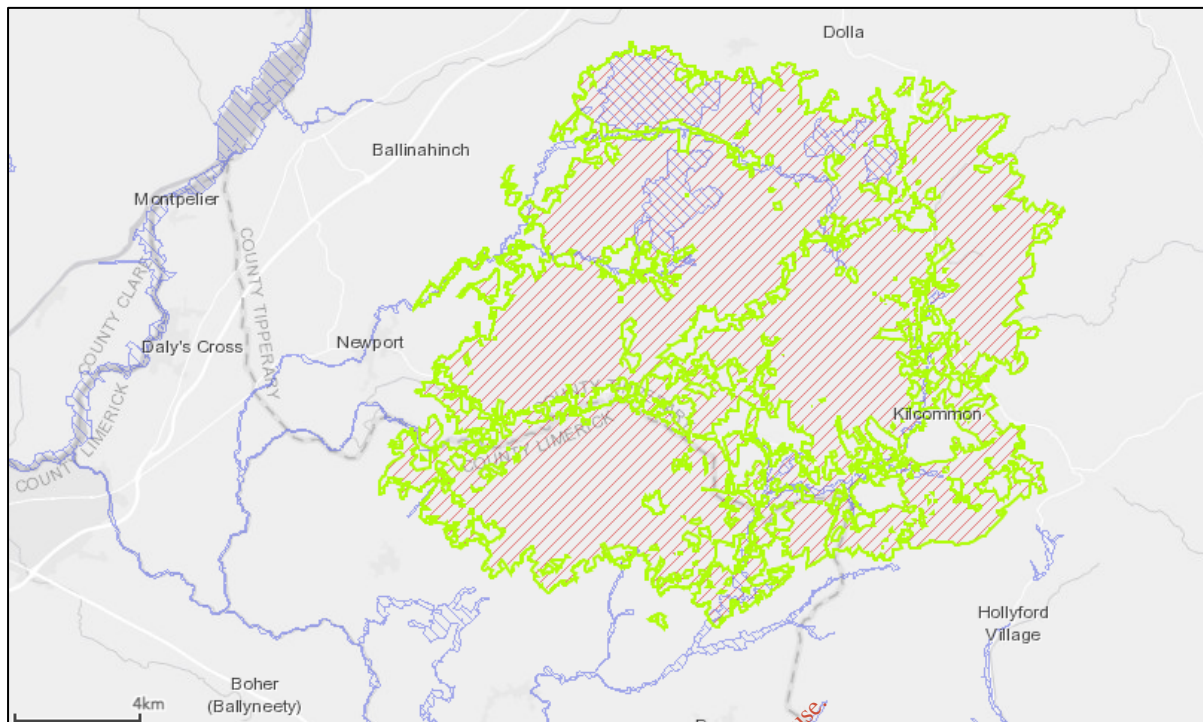 Dolla
Ballinahinch
Montpelier
COUNTY CLARE
COUNTY TIPPERARY
Daly's Cross
Newport
COUNTY LIMERICK
COUNTY
Kilcommon
COUNTY LIMERICK
Hollyford
Village
Boher
(Ballyneety)
4km